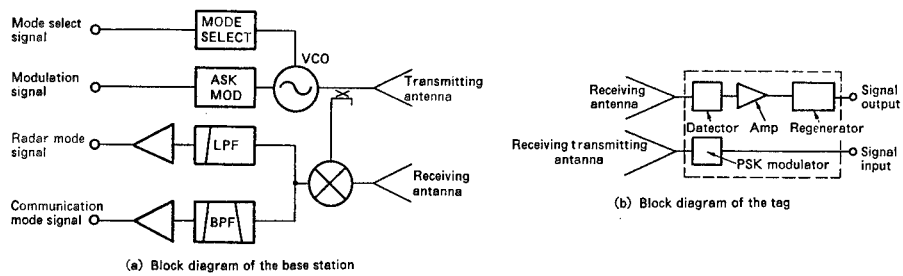 Mode select
signal
MODE
SELECT
VCO
Modulation
signal
ASK
MOD
Transmitting
antenna
Radar mode
signal
LPF
Receiving
antanna
Communication
mode signal
BPF
(a) Block diagram of the base station
Receiving
antenna
Datector
Amp
Regenerator
Signal
output
Receiving transmitting
antenna
PSK modulator
Signal
input
(b) Block diagram of the tag